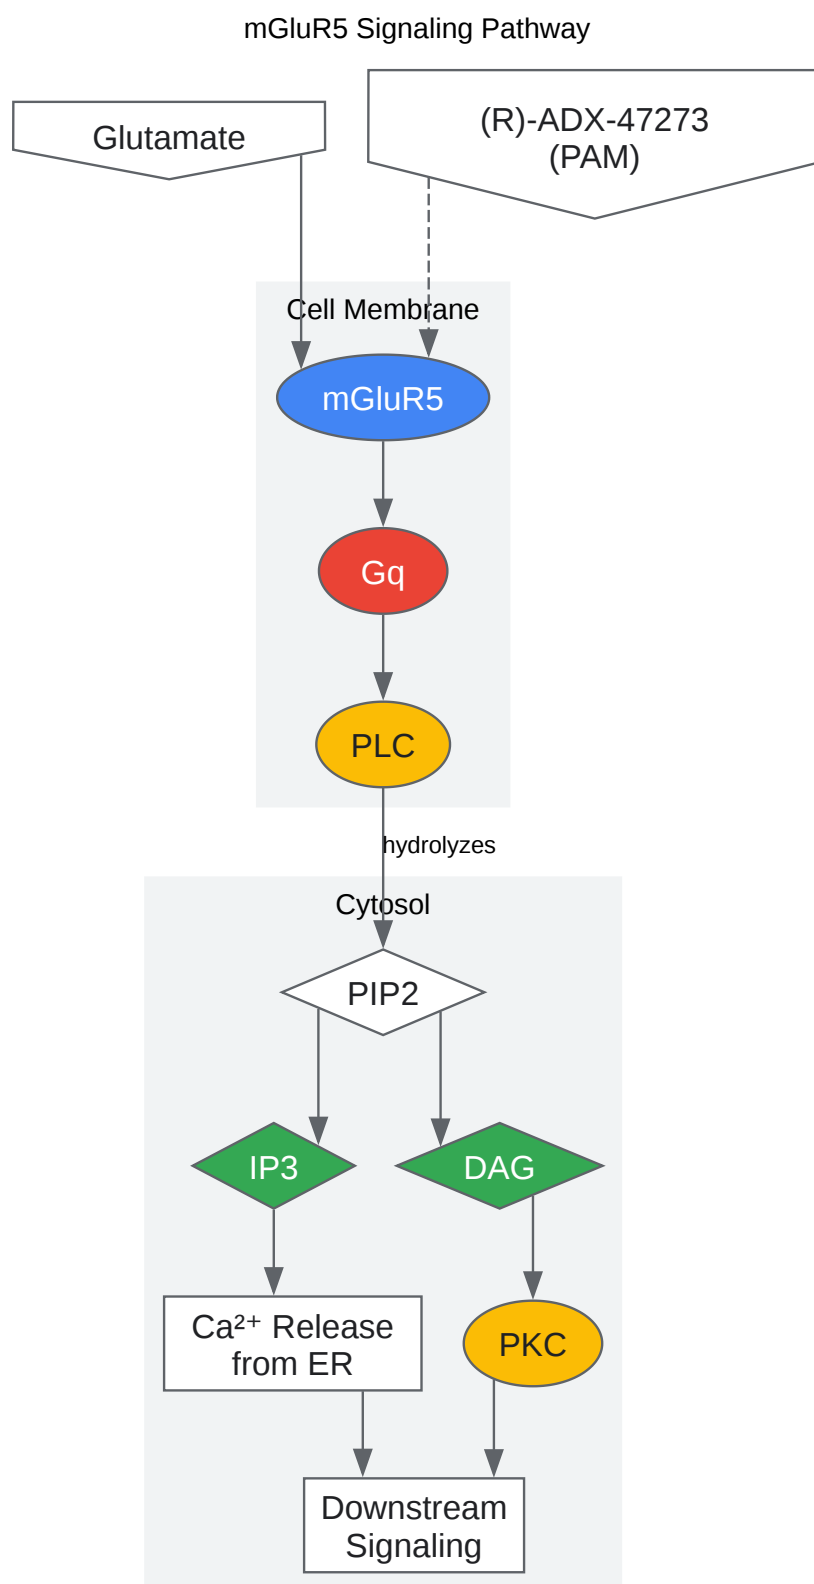 mGluR5 Signaling Pathway
Glutamate
(R)-ADX-47273
(PAM)
Cell Membrane
mGluR5
Gq
PLC
hydrolyzes
Cytosol
PIP2
IP3
DAG
Ca²⁺ Release
from ER
PKC
Downstream
Signaling